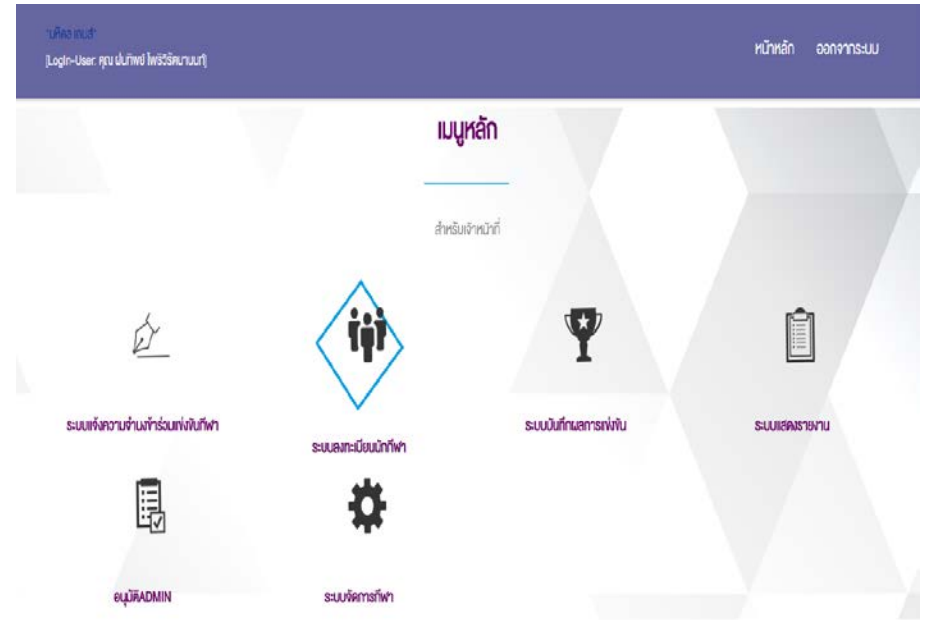 "มหิดล เกมส์"
[Login-User: คุณ ฝนทิพย์ ไพรวิรัตนานนท์]
หน้าหลัก ออกจากระบบ
เมนูหลัก
สำหรับเจ้าหน้าที่
ระบบแจ้งความจำนงเข้าร่วมแข่งขันกีฬา
ระบบลงทะเบียนนักกีฬา
ระบบบันทึกผลการแข่งขัน
ระบบแสดงรายงาน
อนุมัติADMIN
ระบบจัดการกีฬา